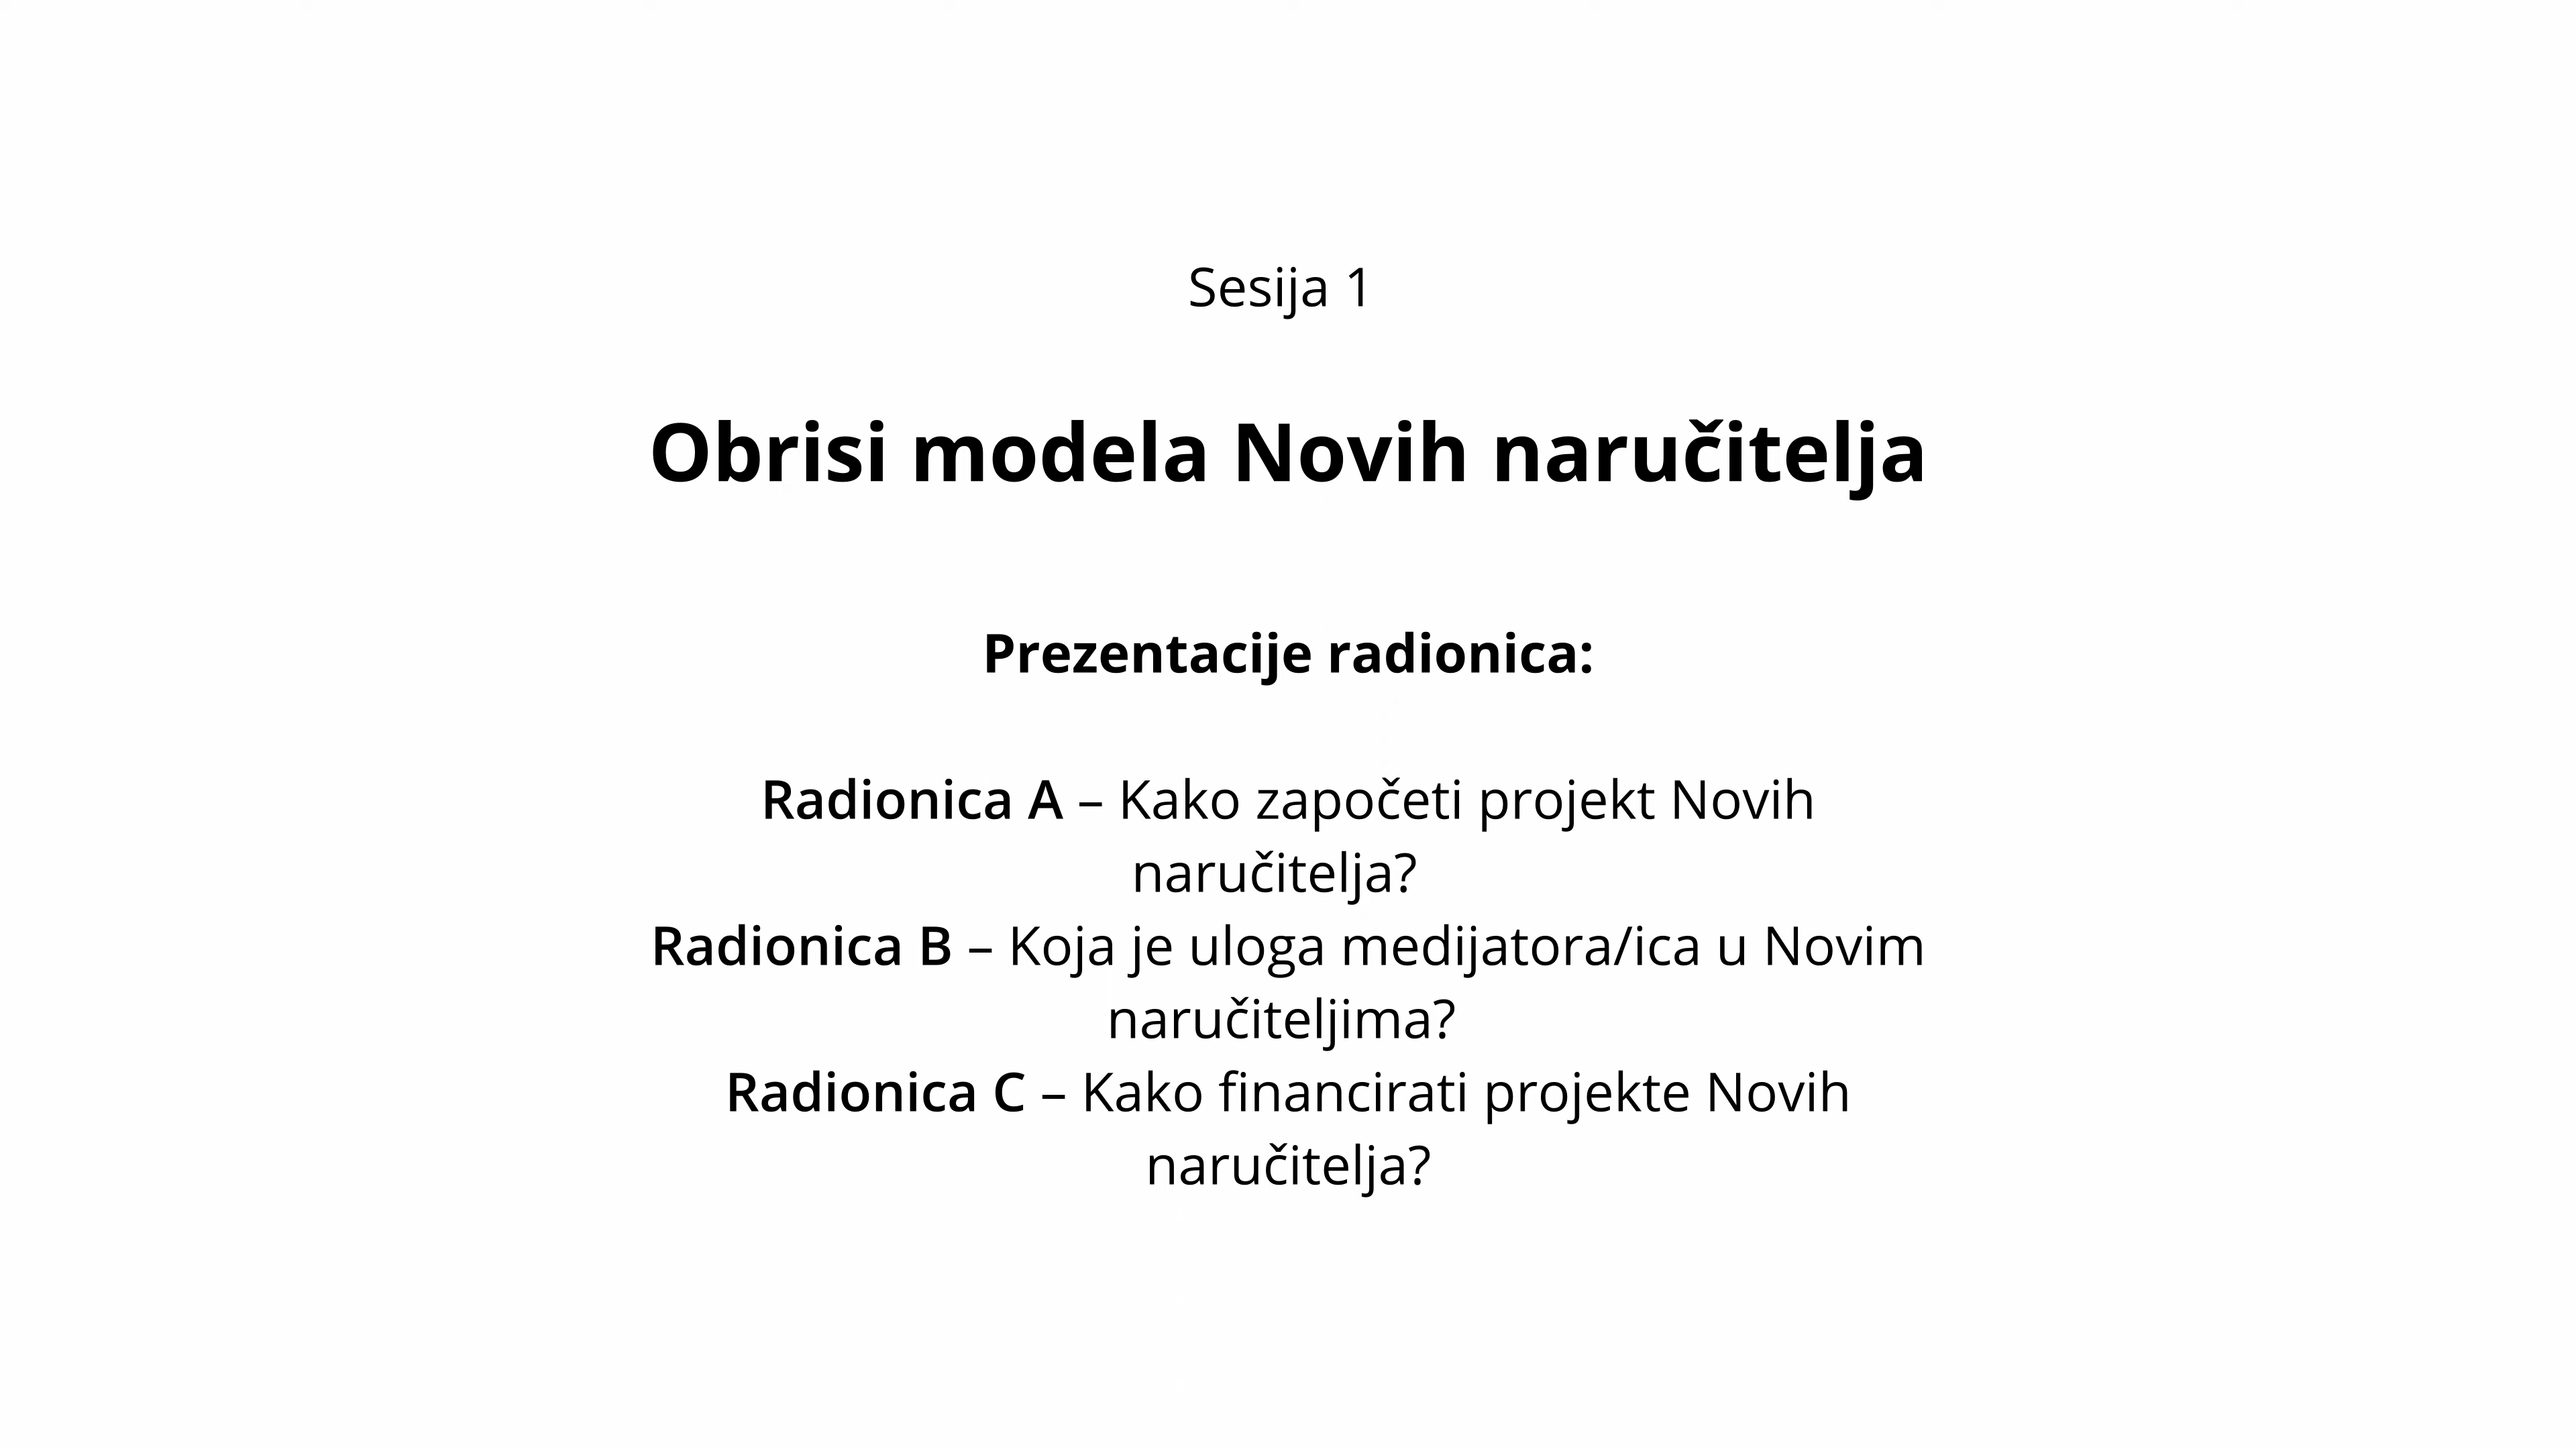 Sesija 1
Obrisi modela Novih naručitelja
Prezentacije radionica:
Radionica A – Kako započeti projekt Novih
naručitelja?
Radionica B – Koja je uloga medijatora/ica u Novim
naručiteljima?
Radionica C – Kako financirati projekte Novih
naručitelja?